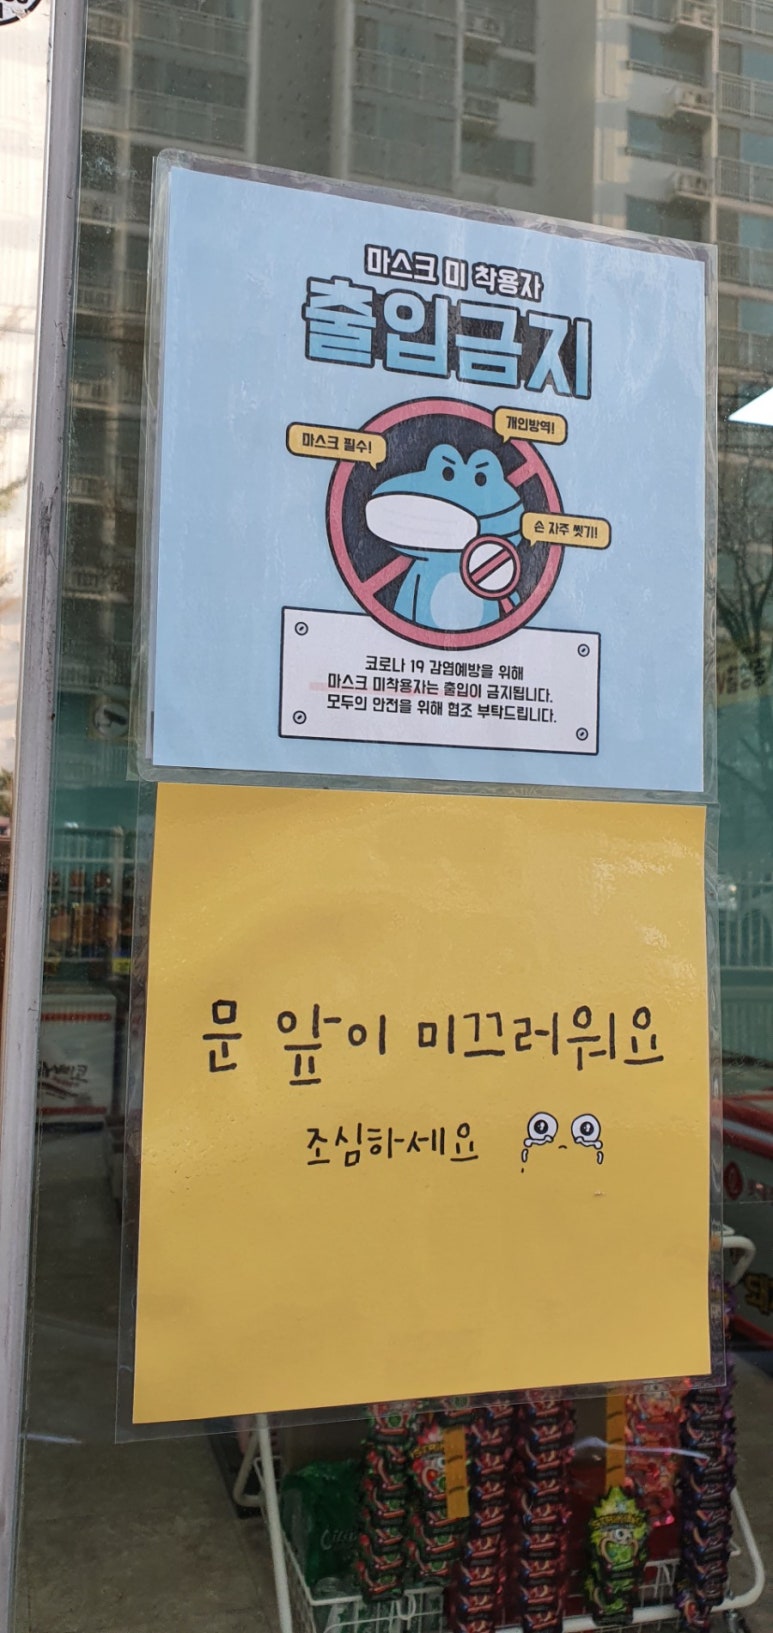 마스크 미 착용자
출입금지
마스크 필수!
개인방역!
손 자주 씻기!
코로나 19 감염예방을 위해
마스크 미착용자는 출입이 금지됩니다.
모두의 안전을 위해 협조 부탁드립니다.
문 앞이 미끄러워요
조심하세요